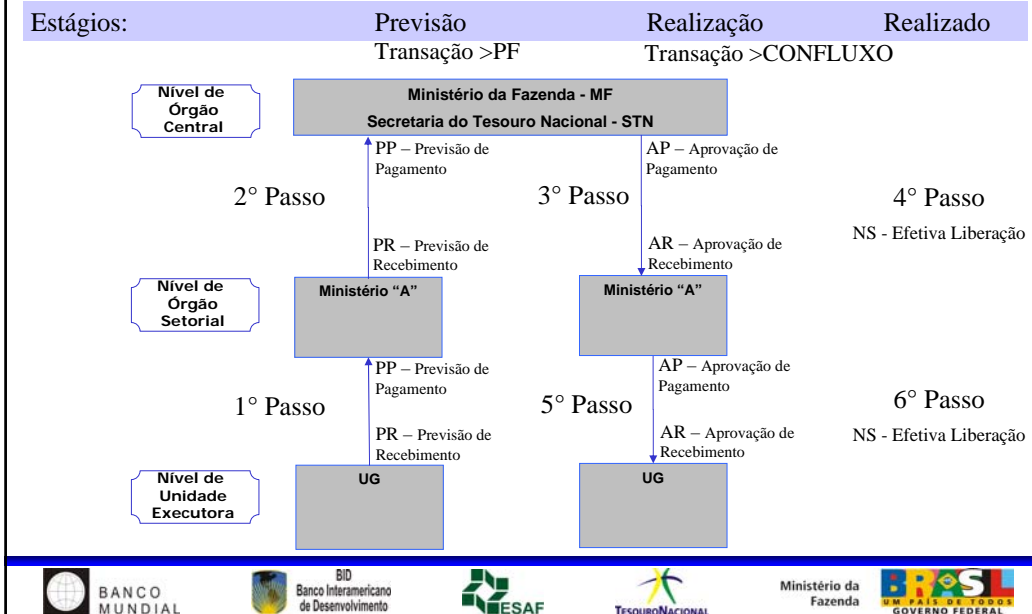 Estágios: Previsão Realização Realizado
Transação >PF Transação >CONFLUXO
Nível de
Órgão
Central
Ministério da Fazenda - MF
Secretaria do Tesouro Nacional - STN
PP – Previsão de
Pagamento
AP – Aprovação de
Pagamento
2° Passo
3° Passo
4° Passo
NS - Efetiva Liberação
PR – Previsão de
Recebimento
AR – Aprovação de
Recebimento
Nível de
Órgão
Setorial
Ministério "A"
Ministério "A"
PP – Previsão de
Pagamento
AP – Aprovação de
Pagamento
1° Passo
5° Passo
6° Passo
NS - Efetiva Liberação
PR – Previsão de
Recebimento
AR – Aprovação de
Recebimento
Nível de
Unidade
Executora
UG
UG
BANCO
MUNDIAL
BID
Banco Interamericano
de Desenvolvimento
ESAF
TESOURONACIONAL
Ministério da
Fazenda
BRASIL
UM PAÍS DE TODOS
GOVERNO FEDERAL